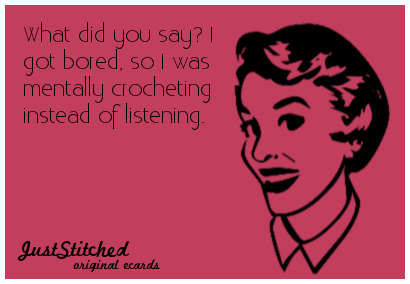 What did you say? I
got bored, so I was
mentally crocheting
instead of listening.
JustStitched
original ecards